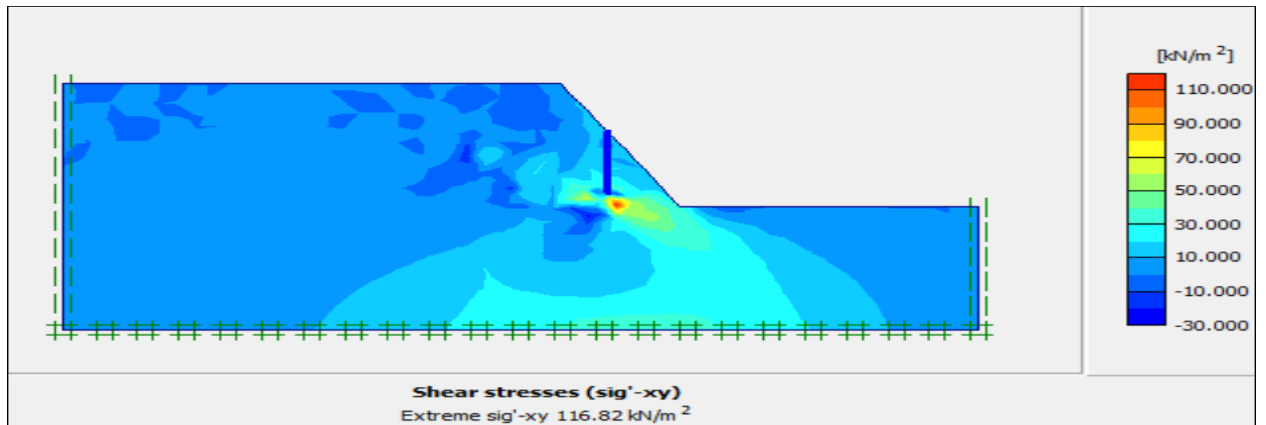 [kN/m 2]
110.000
90.000
70.000
50.000
30.000
10.000
-10.000
-30.000
Shear stresses (sig'-xy)
Extreme sig'-xy 116.82 kN/m 2